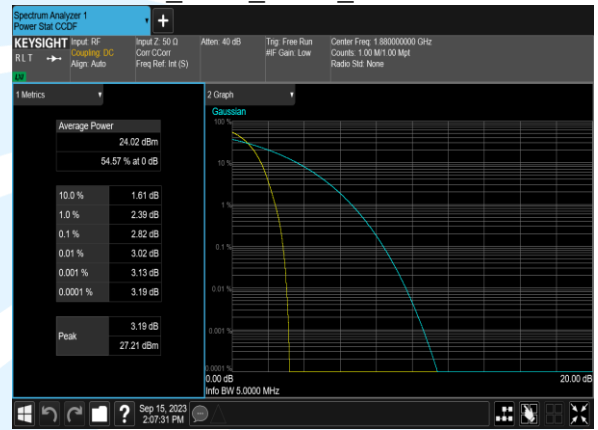 Spectrum Analyzer 1
Power Stat CCDF
+
KEYSIGHT
RLT
LV
Input: RF
Coupling: DC
Align: Auto
Input Z: 50 Ω
Corr CCorr
Freq Ref: Int (S)
Atten: 40 dB
Trig: Free Run
#IF Gain: Low
Center Freq: 1.880000000 GHz
Counts: 1.00 M/1.00 Mpt
Radio Std: None
1 Metrics
Average Power
24.02 dBm
54.57 % at 0 dB
10.0 % 1.61 dB
1.0 % 2.39 dB
0.1 % 2.82 dB
0.01 % 3.02 dB
0.001 % 3.13 dB
0.0001 % 3.19 dB
Peak
3.19 dB
27.21 dBm
2 Graph
Gaussian
100 %
10 %
1 %
0.1 %
0.01 %
0.001 %
0.0001 %
0.00 dB 20.00 dB
Info BW 5.0000 MHz
?
Sep 15, 2023
2:07:31 PM